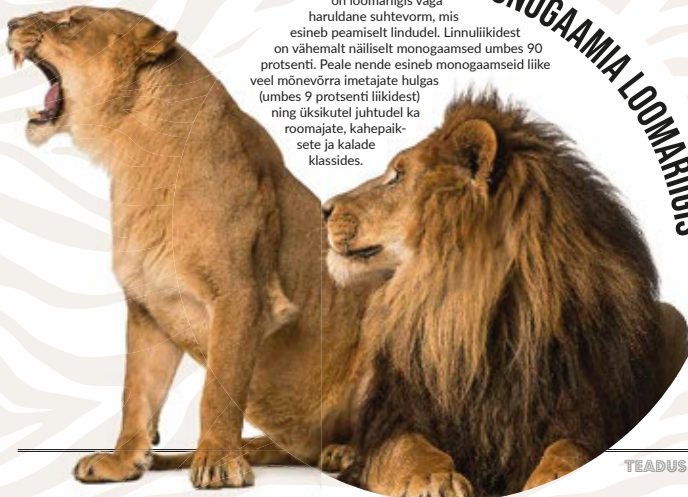 on loomariigis väga
haruldane suhtevorm, mis
esineb peamiselt lindudel. Linnuliikidest
on vähemalt näiliselt monogaamsed umbes 90
protsenti. Peale nende esineb monogaamseid liike
veel mõnevõrra imetajate hulgas
(umbes 9 protsenti liikidest)
ning üksikutel juhtudel ka
roomajate, kahepaik-
sete ja kalade
klassides.
LOOMARIIGIS
TEADUS